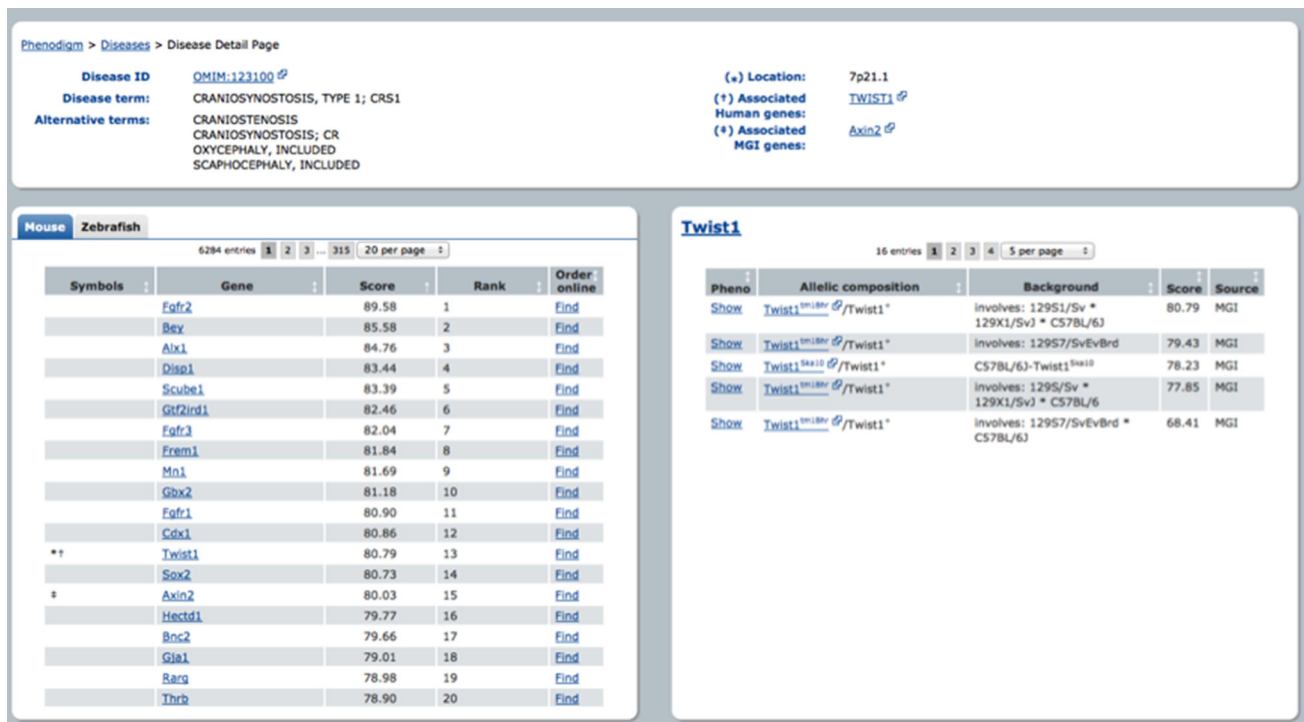 Phenodigm > Diseases > Disease Detail Page
Disease ID OMIM:123100
Disease term: CRANIOSYNOSTOSIS, TYPE 1; CRS1
Alternative terms: CRANIOSTENOSIS
CRANIOSYNOSTOSIS; CR
OXYCEPHALY, INCLUDED
SCAPHOCEPHALY, INCLUDED
(*) Location: 7p21.1
(†) Associated Human genes: TWIST1
(‡) Associated MGI genes: Axin2
Mouse Zebrafish
6284 entries 1 2 3 ... 315 20 per page
Symbols Gene Score Rank Order online
Fgfr2 89.58 1 Find
Bey 85.58 2 Find
Alx1 84.76 3 Find
Disp1 83.44 4 Find
Scube1 83.39 5 Find
Gtf2ird1 82.46 6 Find
Fgfr3 82.04 7 Find
Frem1 81.84 8 Find
Mn1 81.69 9 Find
Gbx2 81.18 10 Find
Fgfr1 80.90 11 Find
Cdx1 80.86 12 Find
*† Twist1 80.79 13 Find
Sox2 80.73 14 Find
‡ Axin2 80.03 15 Find
Hectd1 79.77 16 Find
Bnc2 79.66 17 Find
Gja1 79.01 18 Find
Rarg 78.98 19 Find
Thrb 78.90 20 Find
Twist1
16 entries 1 2 3 4 5 per page
Pheno Allelic composition Background Score Source
Show Twist1tm1Bhr/Twist1+ involves: 129S1/Sv * 129X1/SvJ * C57BL/6J 80.79 MGI
Show Twist1tm1Bhr/Twist1+ involves: 129S7/SvEvBrd 79.43 MGI
Show Twist1Ska10/Twist1+ C57BL/6J-Twist1Ska10 78.23 MGI
Show Twist1tm1Bhr/Twist1+ involves: 129S/Sv * 129X1/SvJ * C57BL/6 77.85 MGI
Show Twist1tm1Bhr/Twist1+ involves: 129S7/SvEvBrd * C57BL/6J 68.41 MGI